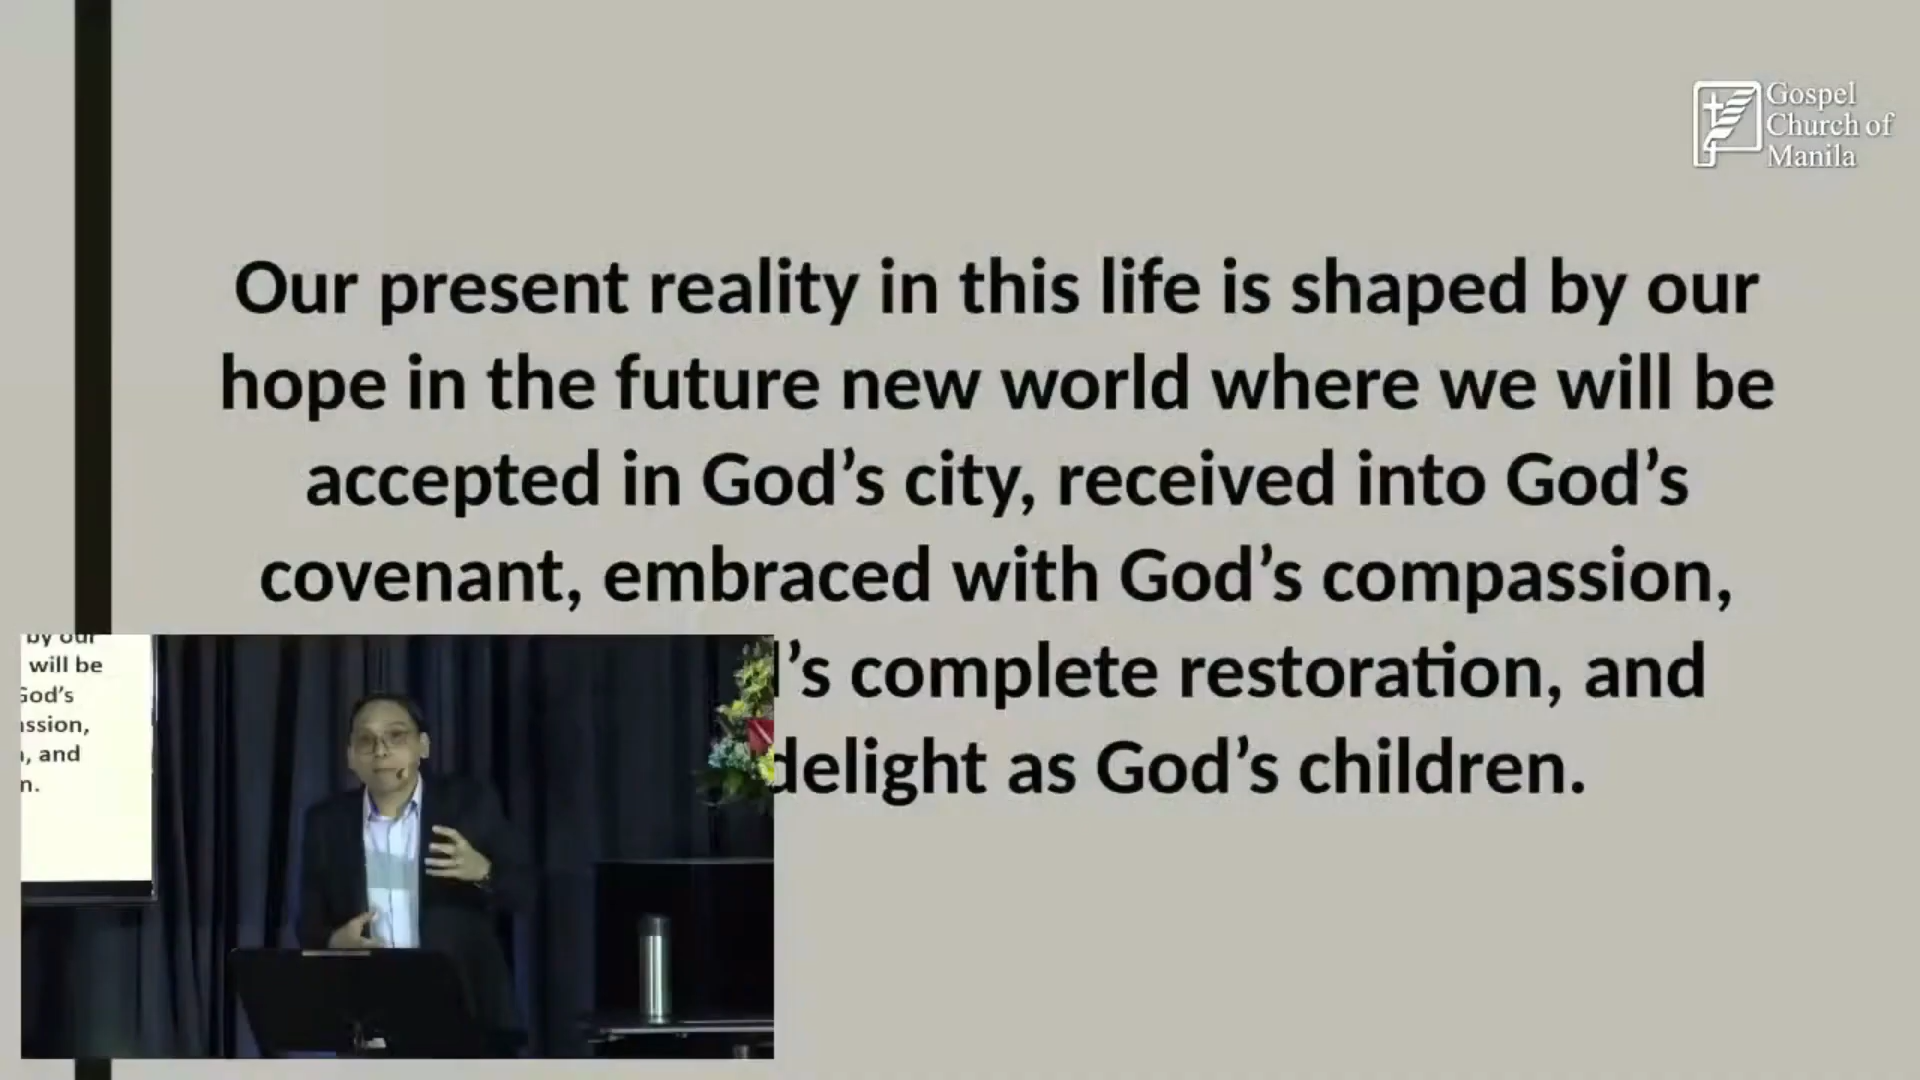 Gospel
Church of
Manila
Our present reality in this life is shaped by our
hope in the future new world where we will be
accepted in God’s city, received into God’s
covenant, embraced with God’s compassion,
’s complete restoration, and
delight as God’s children.
by our
will be
God’s
ssion,
, and
n.